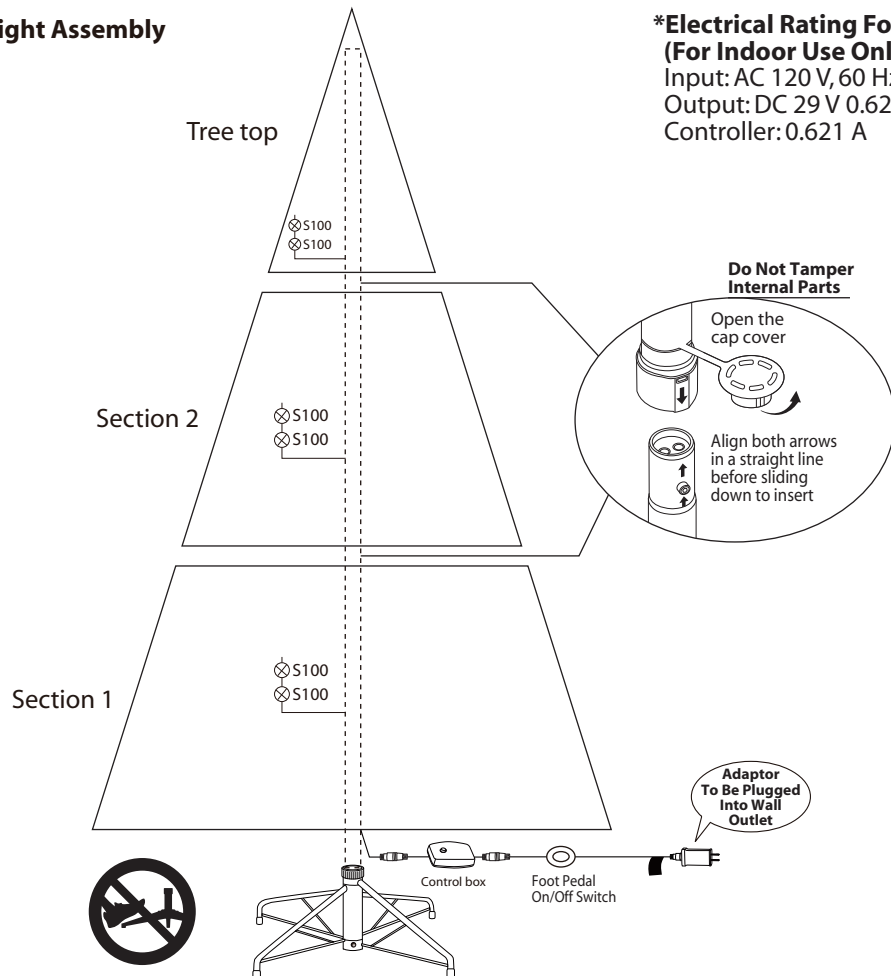 ight Assembly
*Electrical Rating Fo
(For Indoor Use Onl
Input: AC 120 V, 60 Hz
Output: DC 29 V 0.62
Controller: 0.621 A
Tree top
S100
S100
Do Not Tamper
Internal Parts
Open the
cap cover
Align both arrows
in a straight line
before sliding
down to insert
Section 2
S100
S100
Section 1
S100
S100
Adaptor
To Be Plugged
Into Wall
Outlet
Control box
Foot Pedal
On/Off Switch